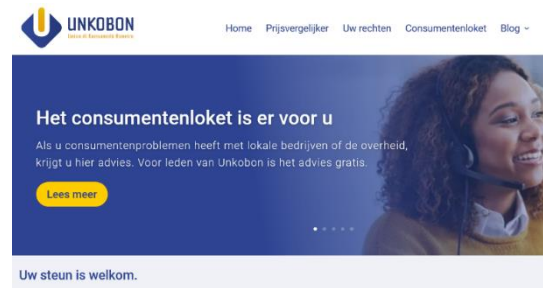 UNKOBON
Home Prijsvergelijker Uw rechten Consumentenloket Blog
Het consumentenloket is er voor u
Als u consumentenproblemen heeft met lokale bedrijven of de overheid,
krijgt u hier advies. Voor leden van Unkobon is het advies gratis.
Lees meer
Uw steun is welkom.